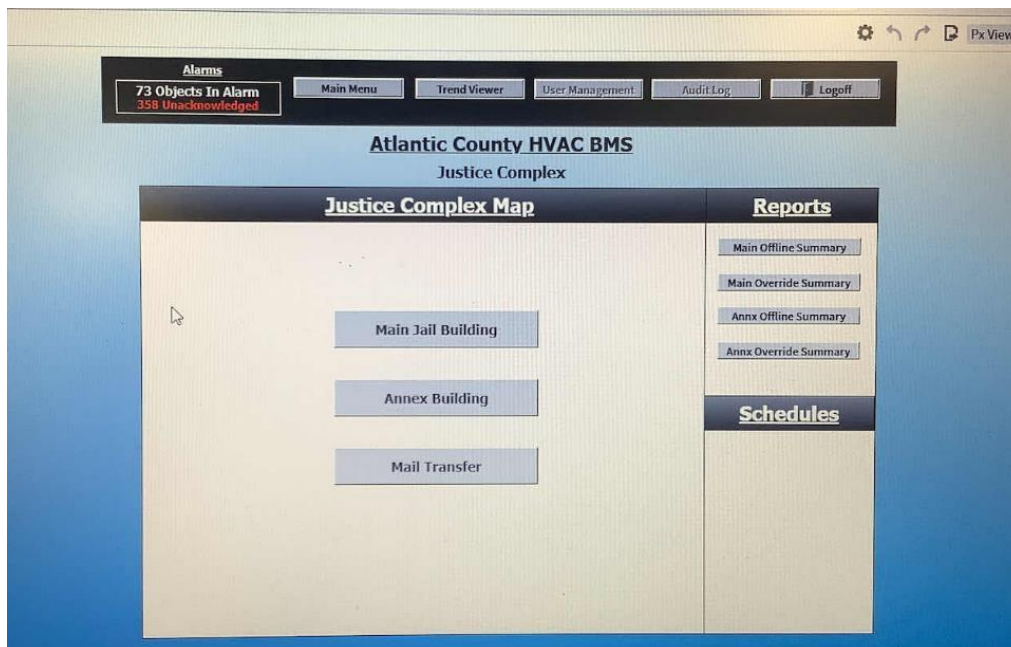 Px View
Alarms
73 Objects In Alarm
358 Unacknowledged
Main Menu
Trend Viewer
User Management
Audit Log
Logoff
Atlantic County HVAC BMS
Justice Complex
Justice Complex Map
Main Jail Building
Annex Building
Mail Transfer
Reports
Main Offline Summary
Main Override Summary
Annx Offline Summary
Annx Override Summary
Schedules